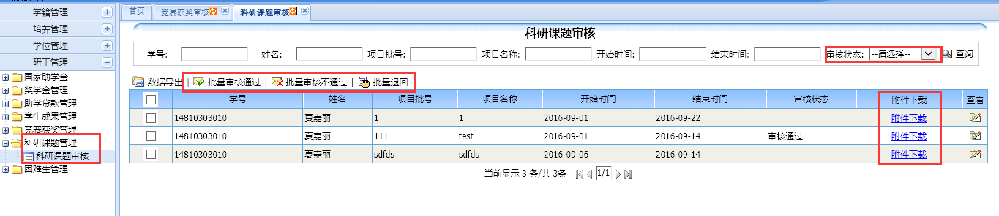 学籍管理
培养管理
学位管理
研工管理
国家助学金
奖学金管理
助学贷款管理
学生成果管理
竞赛获奖管理
科研课题管理
科研课题审核
困难生管理
首页 竞赛获奖审核 科研课题审核
科研课题审核
学号: 姓名: 项目批号: 项目名称: 开始时间: 结束时间: 审核状态: --请选择-- 查询
数据导出 | 批量审核通过 | 批量审核不通过 | 批量退回
学号 姓名 项目批号 项目名称 开始时间 结束时间 审核状态 附件下载 查看
14810303010 夏嘉丽 1 1 2016-09-01 2016-09-22 附件下载
14810303010 夏嘉丽 111 test 2016-09-01 2016-09-14 审核通过 附件下载
14810303010 夏嘉丽 sdfds sdfds 2016-09-06 2016-09-14 附件下载
当前显示 3 条/共 3条 1/1